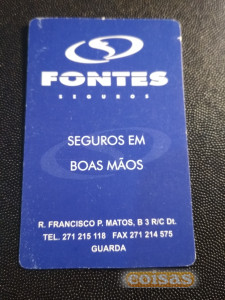 FONTES
SEGUROS
SEGUROS EM
BOAS MÃOS
R. FRANCISCO P. MATOS, B 3 R/C Dt.
TEL. 271 215 118 FAX 271 214 575
GUARDA
coisas